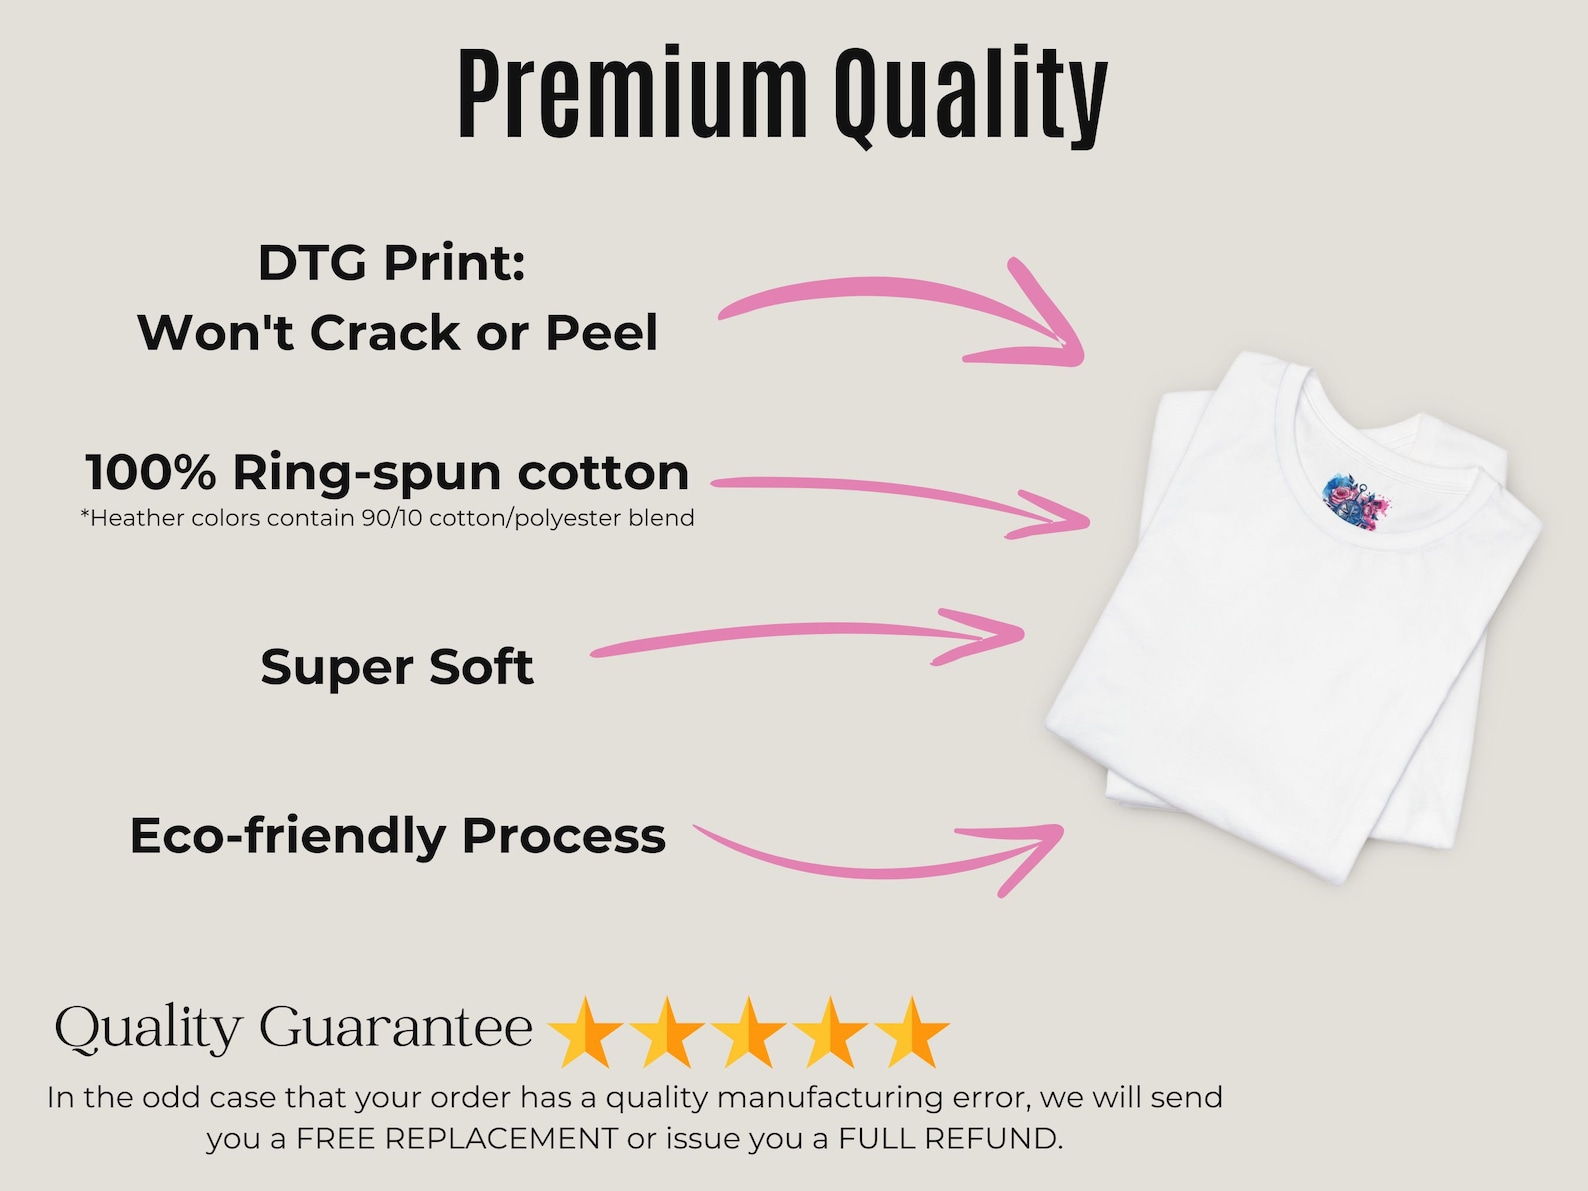 Premium Quality
DTG Print:
Won't Crack or Peel
100% Ring-spun cotton
*Heather colors contain 90/10 cotton/polyester blend
Super Soft
Eco-friendly Process
Quality Guarantee
In the odd case that your order has a quality manufacturing error, we will send
you a FREE REPLACEMENT or issue you a FULL REFUND.